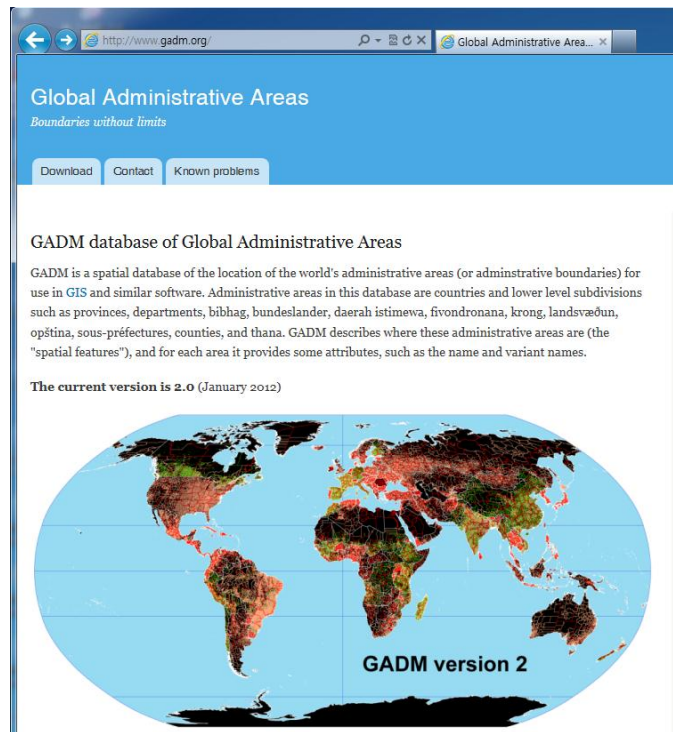 http://www.gadm.org/
Global Administrative Area...
Global Administrative Areas
Boundaries without limits
Download Contact Known problems
GADM database of Global Administrative Areas
GADM is a spatial database of the location of the world's administrative areas (or adminstrative boundaries) for
use in GIS and similar software. Administrative areas in this database are countries and lower level subdivisions
such as provinces, departments, bibhag, bundeslander, daerah istimewa, fivondronana, krong, landsvæðun,
opština, sous-préfectures, counties, and thana. GADM describes where these administrative areas are (the
"spatial features"), and for each area it provides some attributes, such as the name and variant names.
The current version is 2.0 (January 2012)
GADM version 2